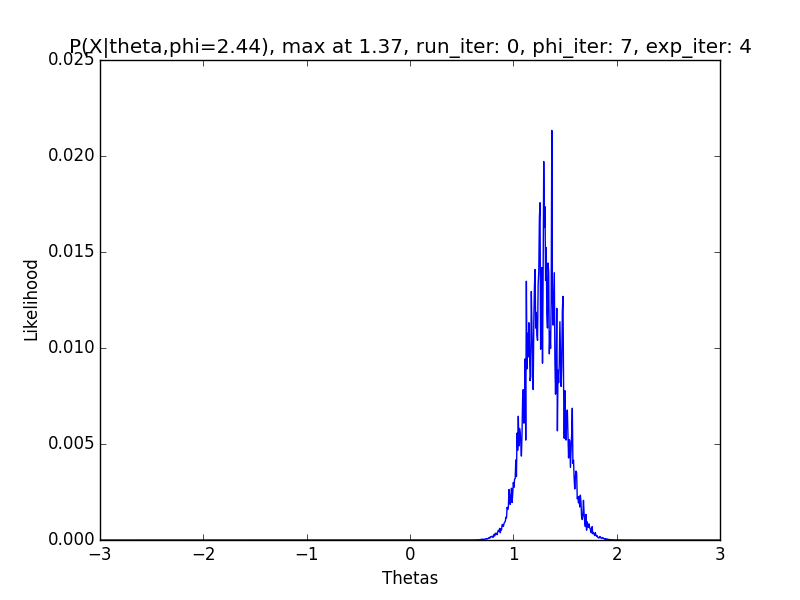 P(X|theta,phi=2.44), max at 1.37, run_iter: 0, phi_iter: 7, exp_iter: 4
0.025
0.020
0.015
0.010
0.005
0.000
Likelihood
−3 −2 −1 0 1 2 3
Thetas